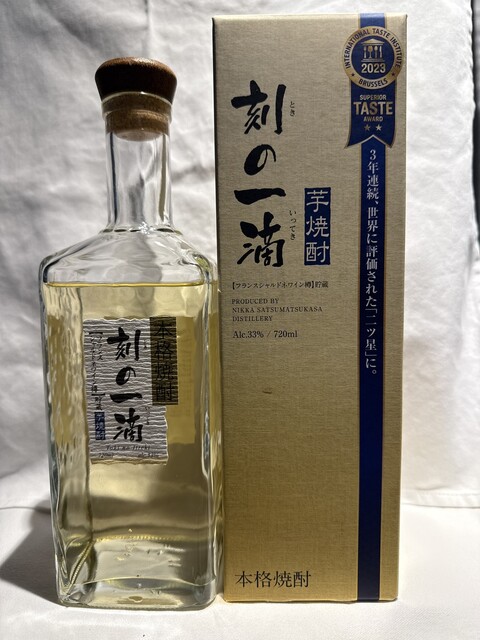 INTERNATIONAL TASTE INSTITUTE
2023
BRUSSELS
SUPERIOR
TASTE
AWARD
3年連続、世界に評価された「二ツ星」に。
刻の一滴
とき
いってき
芋焼酎
【フランスシャルドネワイン樽】貯蔵
PRODUCED BY
NIKKA SATSUMATSUKASA
DISTILLERY
Alc.33% / 720ml
本格焼酎
本格焼酎
刻の一滴
芋焼酎